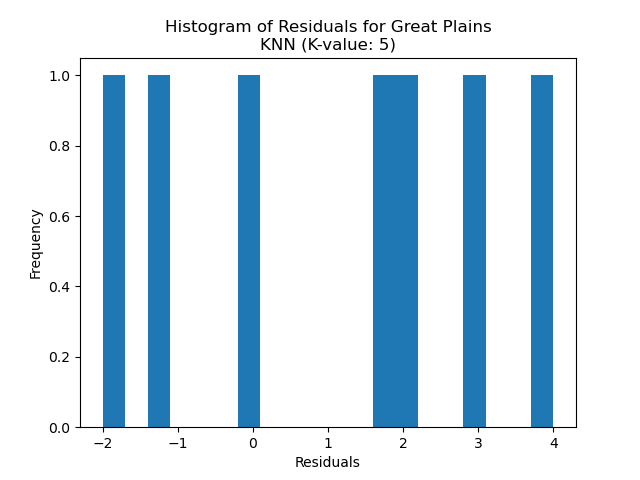 Histogram of Residuals for Great Plains
KNN (K-value: 5)
1.0
0.8
0.6
0.4
0.2
0.0
Frequency
−2 −1 0 1 2 3 4
Residuals